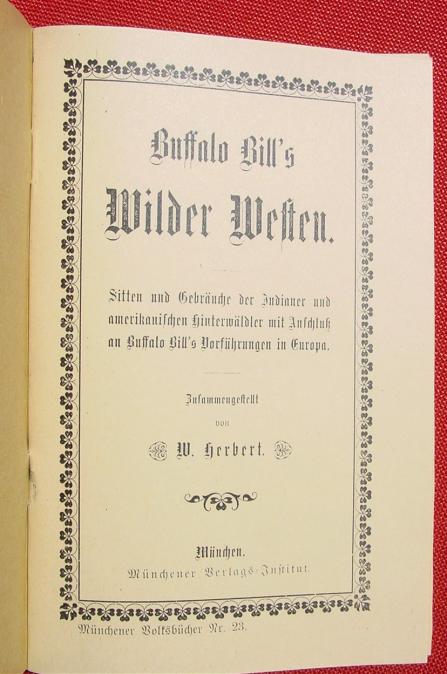 Buffalo Bill's
Wilder Westen.
Sitten und Gebräuche der Indianer und
amerikanischen Hinterwäldler mit Anschluß
an Buffalo Bill's Vorführungen in Europa.
Zusammengestellt
von
W. Herbert.
München.
Münchener Verlags-Institut.
Münchener Volksbücher Nr. 23.